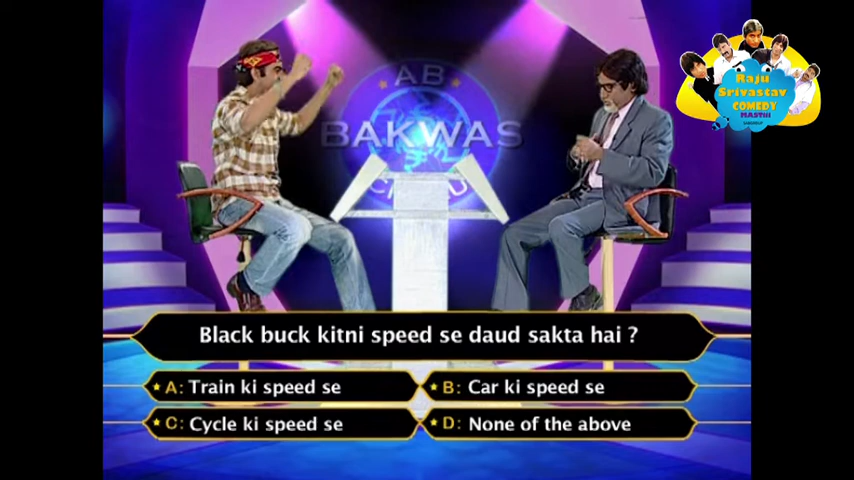 Raju
Srivastav
COMEDY
MASTII
AB
BAKWAS
Black buck kitni speed se daud sakta hai ?
A: Train ki speed se
B: Car ki speed se
C: Cycle ki speed se
D: None of the above